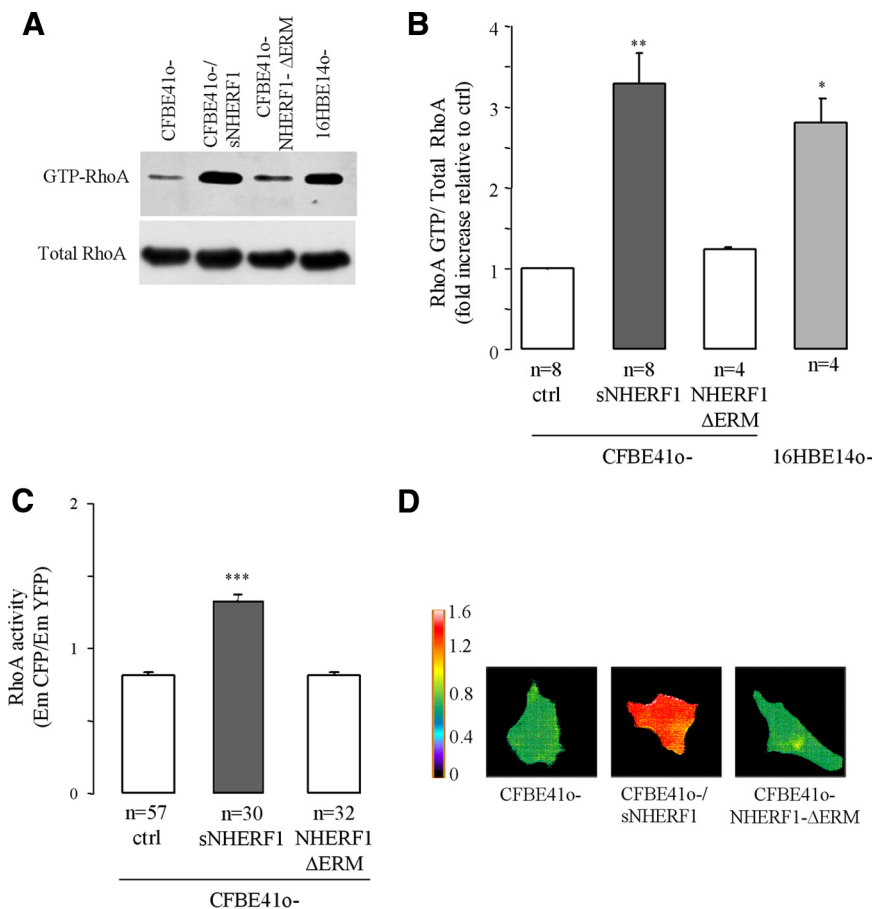 A
CFBE41o-
CFBE41o-/
sNHERF1
CFBE41o-
NHERF1- ΔERM
16HBE14o-
GTP-RhoA
Total RhoA
B
RhoA GTP/ Total RhoA
(fold increase relative to ctrl)
4
3
2
1
0
**
*
n=8
ctrl
n=8
sNHERF1
n=4
NHERF1
ΔERM
n=4
CFBE41o-
16HBE14o-
C
RhoA activity
(Em CFP/Em YFP)
2
1
0
***
n=57
ctrl
n=30
sNHERF1
n=32
NHERF1
ΔERM
CFBE41o-
D
1.6
1.2
0.8
0.4
0
CFBE41o-
CFBE41o-/
sNHERF1
CFBE41o-
NHERF1-ΔERM